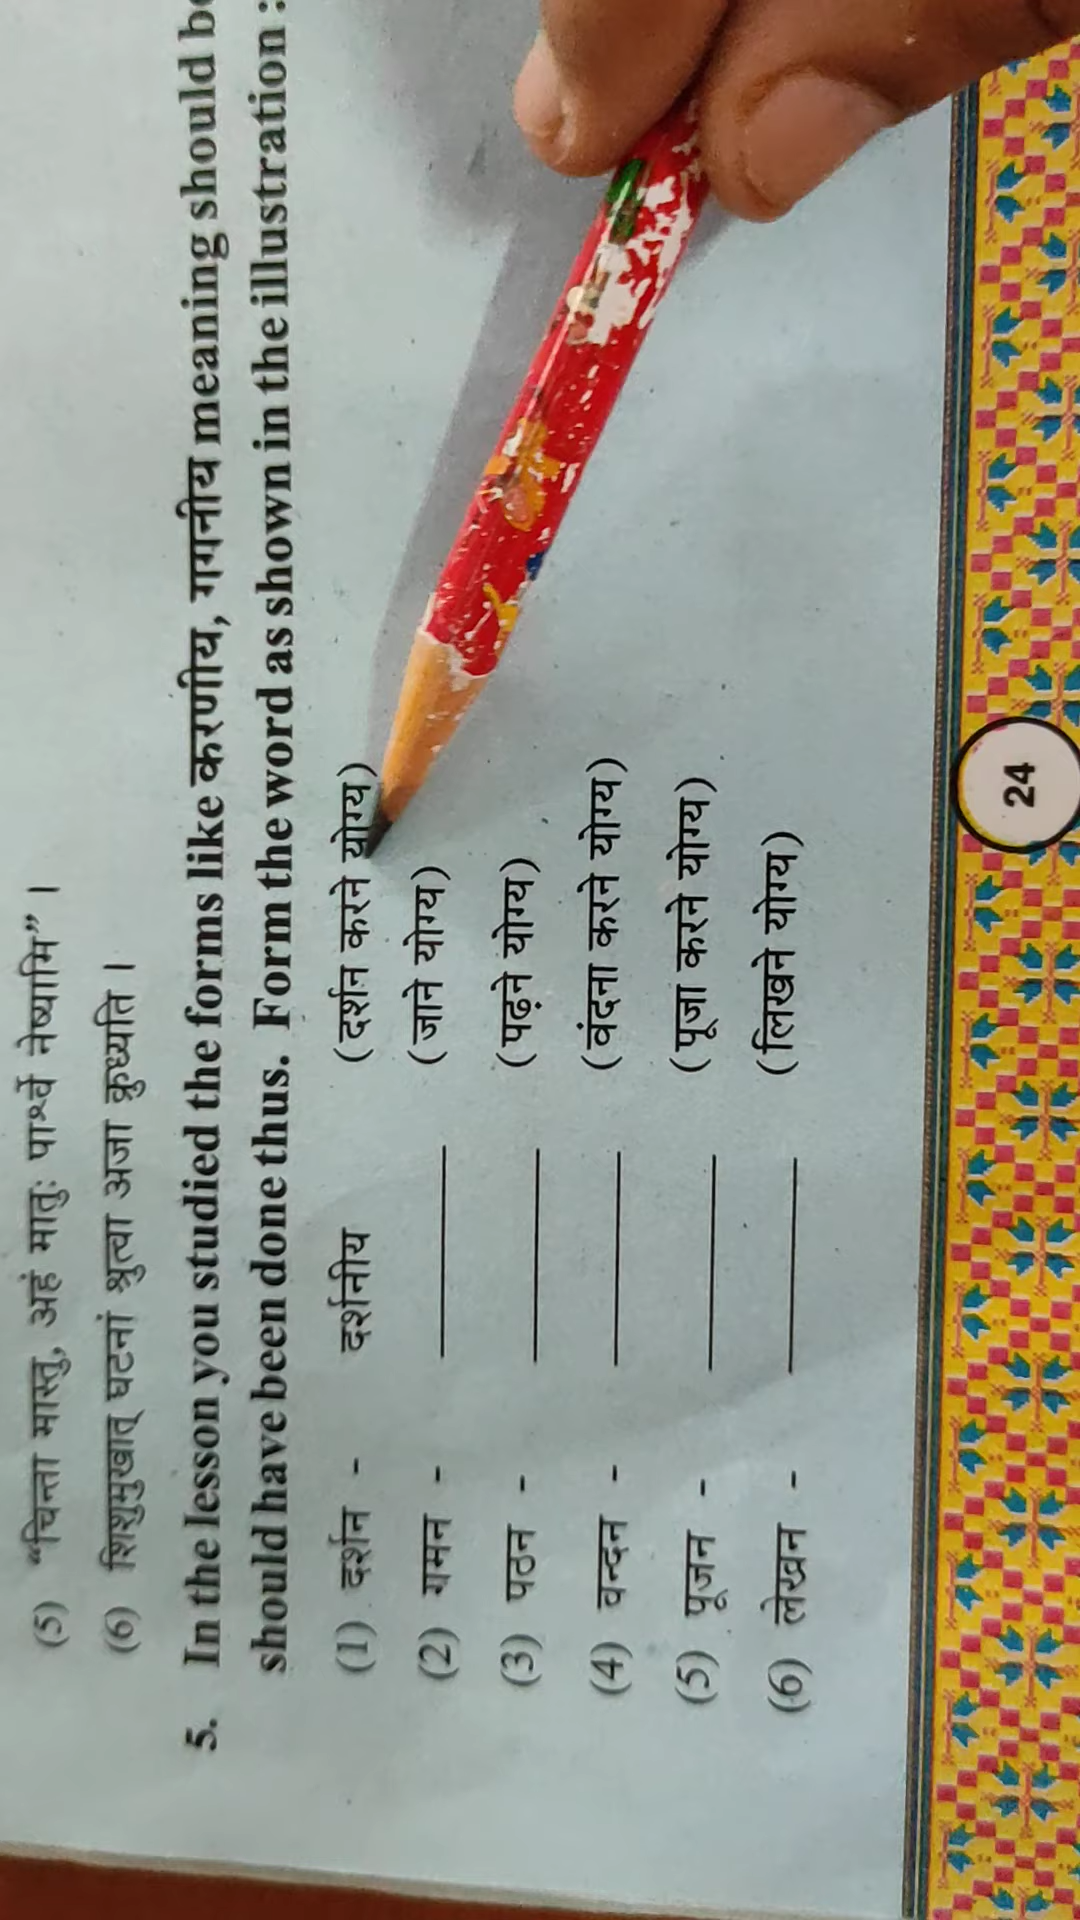 (5) “चिन्ता मास्तु, अहं मातुः पार्श्वे नेष्यामि” ।
(6) शिशुमुखात् घटनां श्रुत्वा अजा क्रुध्यति ।
5. In the lesson you studied the forms like करणीय, गगनीय meaning should
should have been done thus. Form the word as shown in the illustration :
(1) दर्शन - दर्शनीय (दर्शन करने योग्य)
(2) गमन - (जाने योग्य)
(3) पठन - (पढ़ने योग्य)
(4) वन्दन - (वंदना करने योग्य)
(5) पूजन - (पूजा करने योग्य)
(6) लेखन - (लिखने योग्य)
24